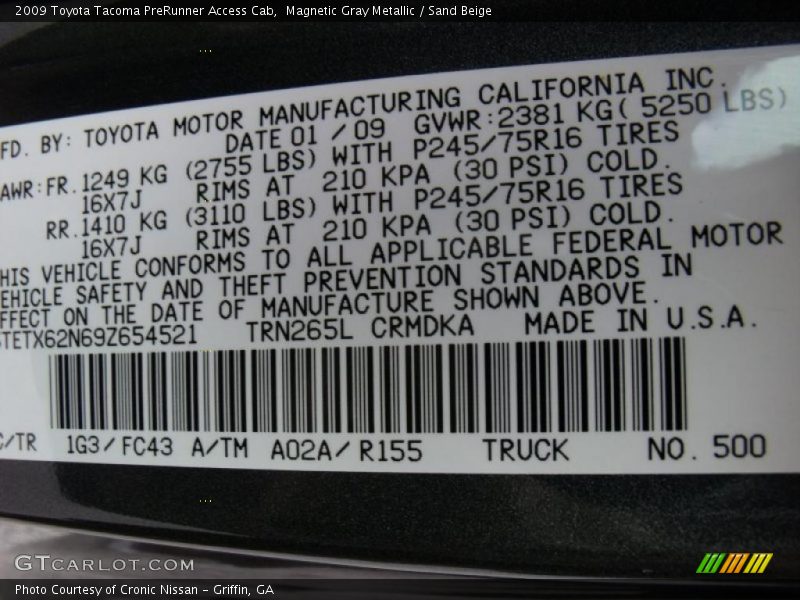 2009 Toyota Tacoma PreRunner Access Cab,  Magnetic Gray Metallic / Sand Beige
FD. BY: TOYOTA MOTOR MANUFACTURING CALIFORNIA INC.
DATE 01 / 09   GVWR:2381 KG( 5250 LBS)
AWR:FR.1249 KG (2755 LBS) WITH P245/75R16 TIRES
16X7J   RIMS AT  210 KPA (30 PSI) COLD.
RR.1410 KG (3110 LBS) WITH P245/75R16 TIRES
16X7J   RIMS AT  210 KPA (30 PSI) COLD.
HIS VEHICLE CONFORMS TO ALL APPLICABLE FEDERAL MOTOR
EHICLE SAFETY AND THEFT PREVENTION STANDARDS IN
FFECT ON THE DATE OF MANUFACTURE SHOWN ABOVE.
TETX62N69Z654521   TRN265L CRMDKA   MADE IN U.S.A.
C/TR  1G3/FC43 A/TM  A02A/R155   TRUCK   NO. 500
GTCARLOT.COM
Photo Courtesy of Cronic Nissan - Griffin, GA